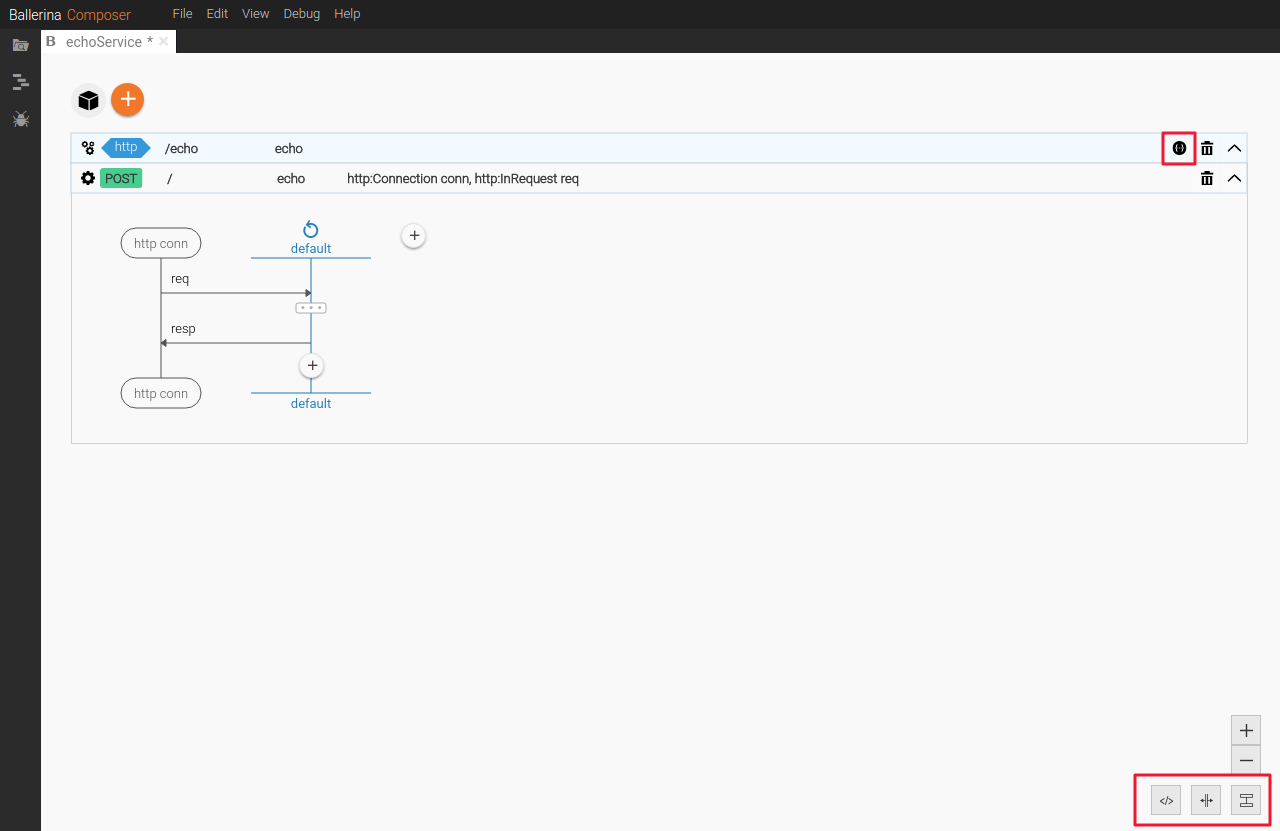 Ballerina Composer File Edit View Debug Help
B echoService *
http /echo echo
POST / echo http:Connection conn, http:InRequest req
http conn
default
req
resp
http conn
default
</>